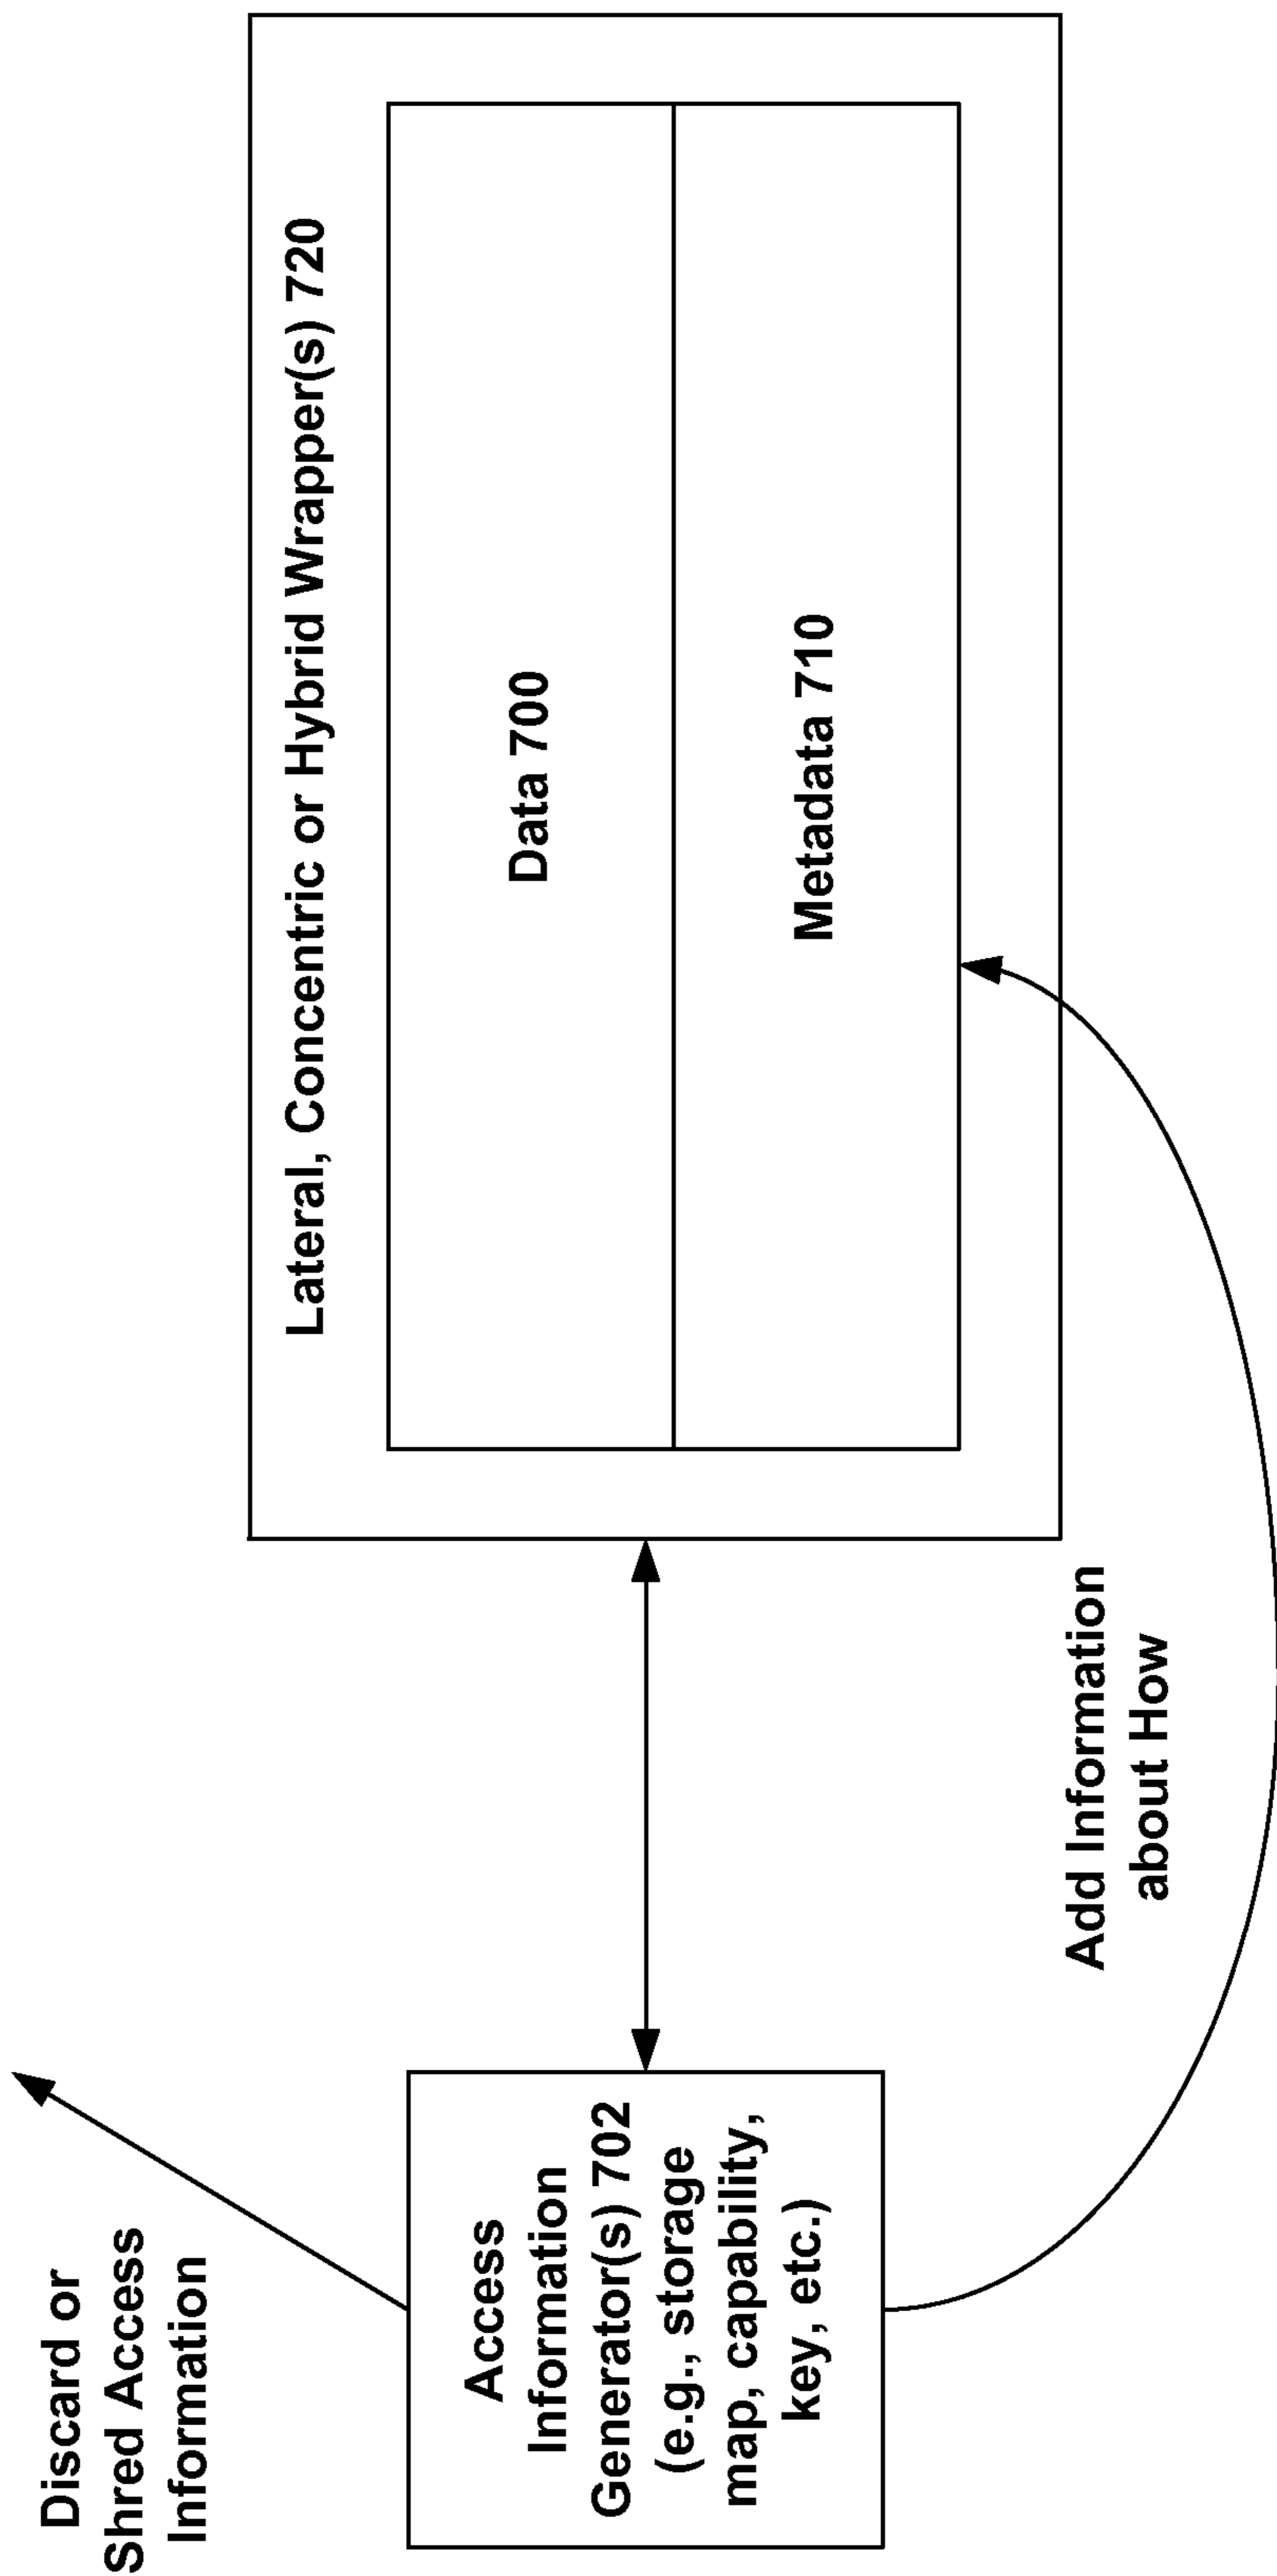 Discard or
Shred Access
Information
Access
Information
Generator(s) 702
(e.g., storage
map, capability,
key, etc.)
Lateral, Concentric or Hybrid Wrapper(s) 720
Data 700
Metadata 710
Add Information
about How